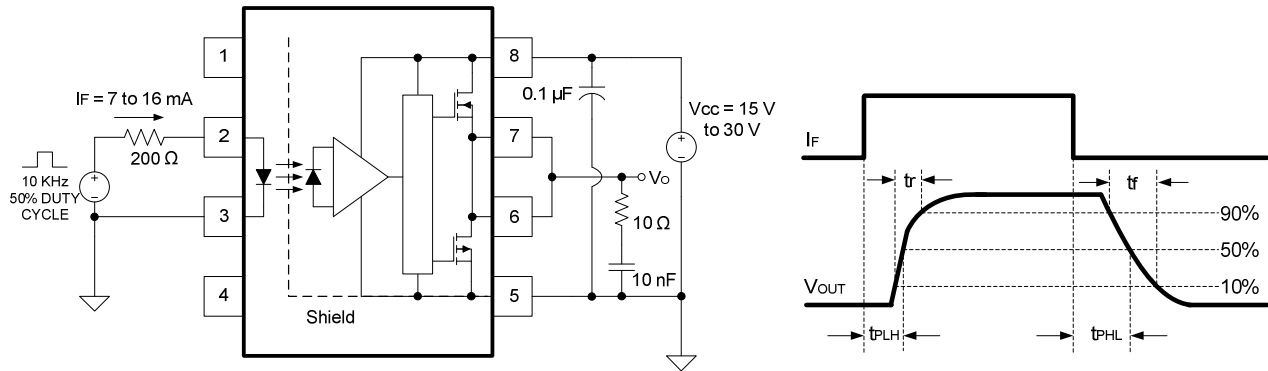 1
8
IF = 7 to 16 mA
0.1 µF
Vcc = 15 V
to 30 V
2
7
200 Ω
10 KHz
50% DUTY
CYCLE
VO
3
6
10 Ω
10 nF
4
5
Shield
IF
tr
tf
90%
50%
10%
VOUT
tPLH
tPHL